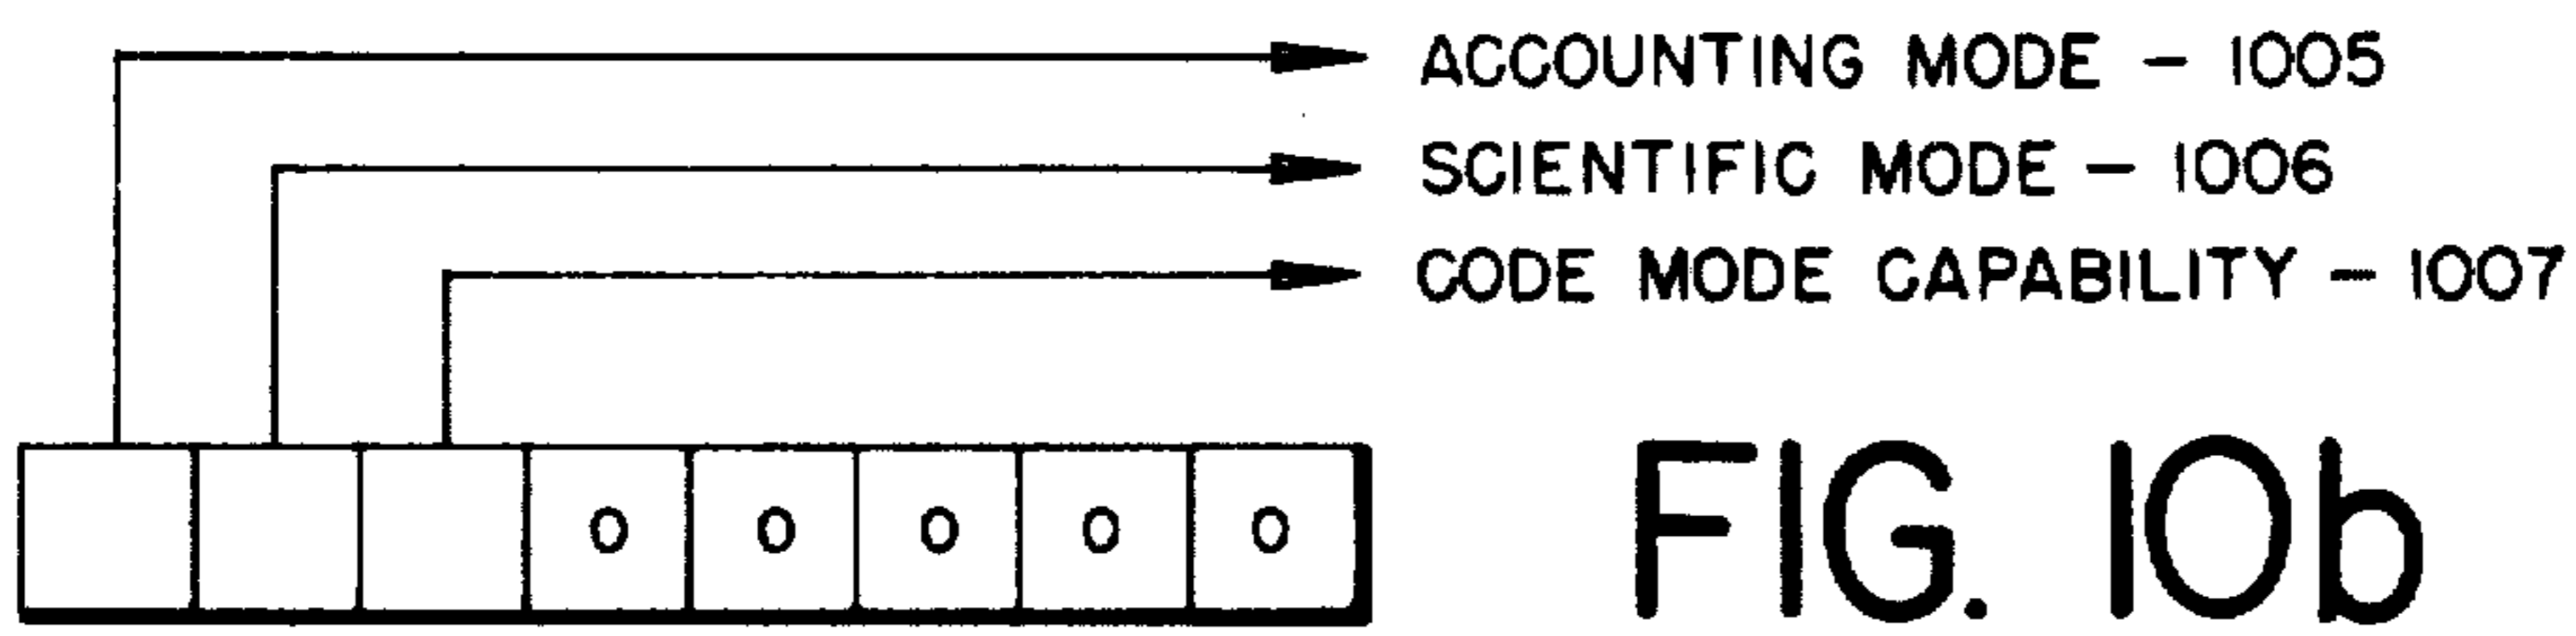 ACCOUNTING MODE - 1005
SCIENTIFIC MODE - 1006
CODE MODE CAPABILITY - 1007
0 0 0 0 0
FIG. 10b